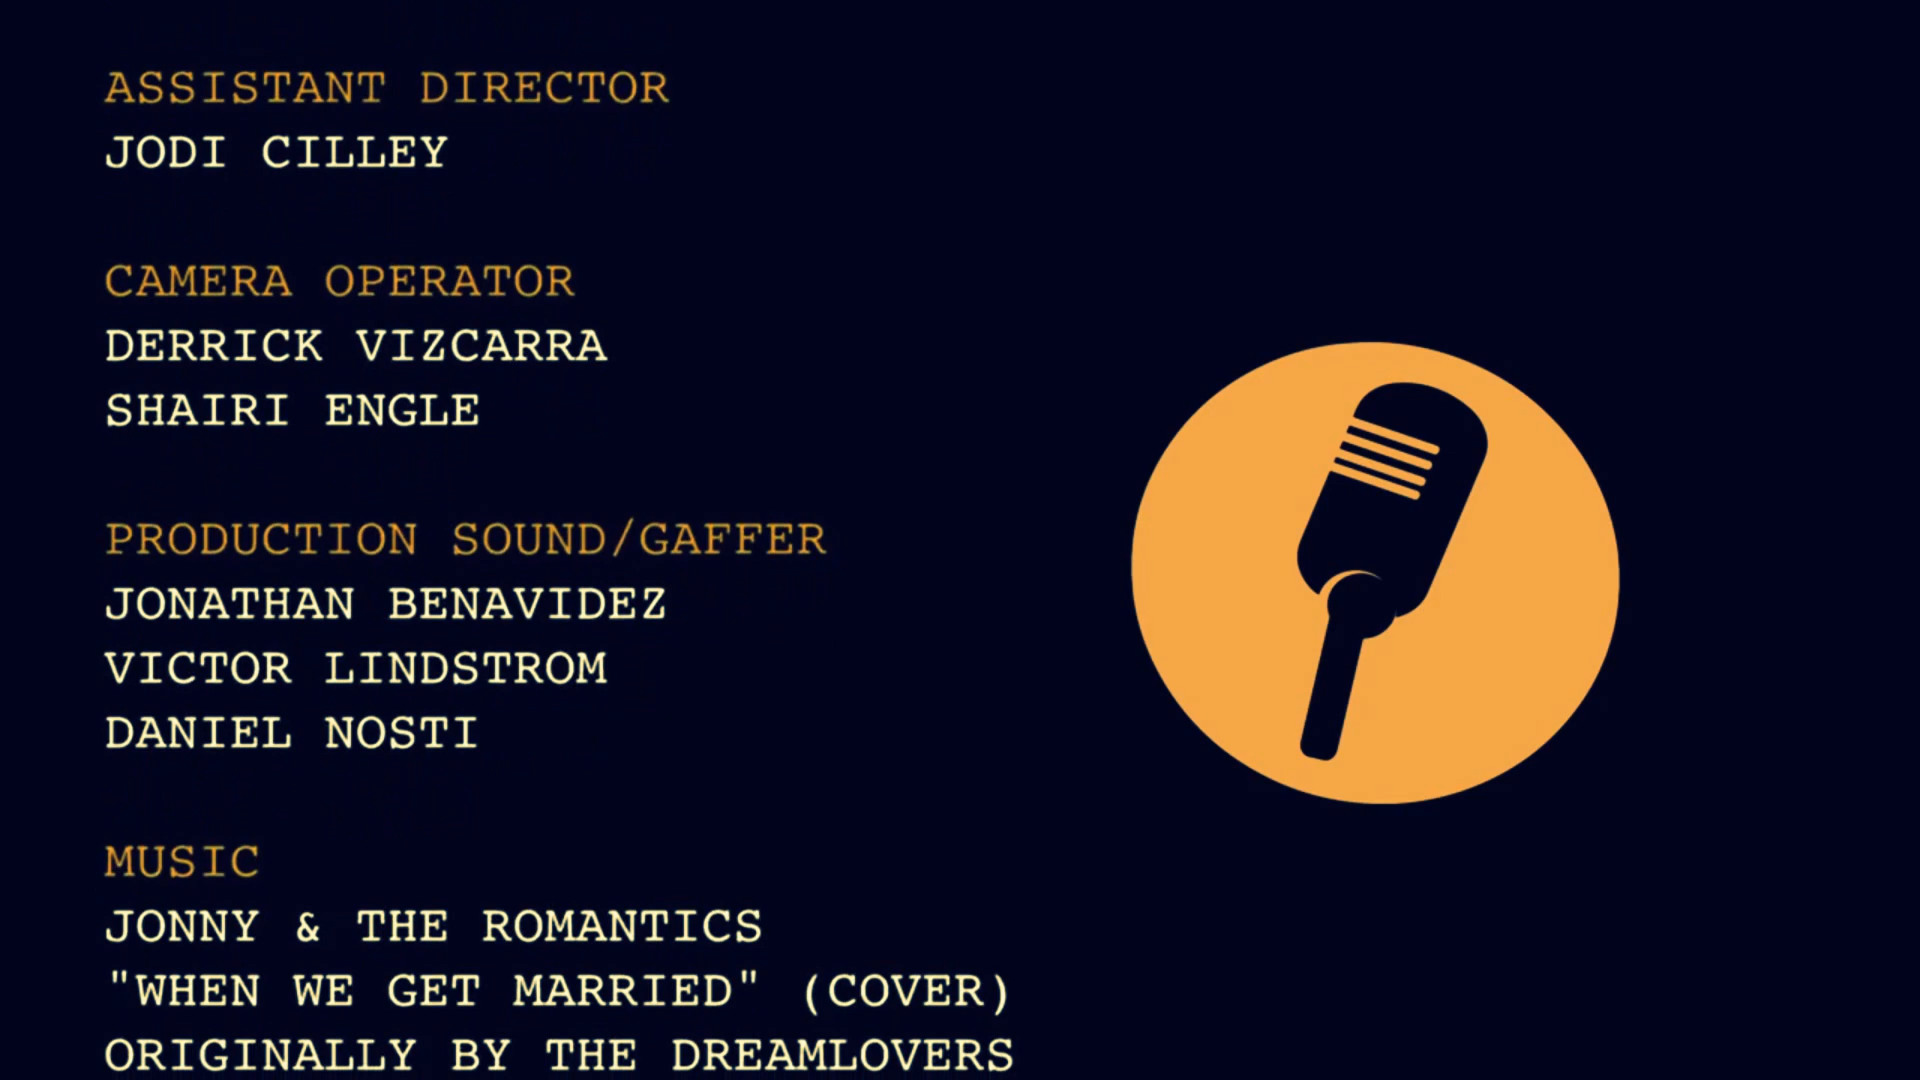 ASSISTANT DIRECTOR
JODI CILLEY
CAMERA OPERATOR
DERRICK VIZCARRA
SHAIRI ENGLE
PRODUCTION SOUND/GAFFER
JONATHAN BENAVIDEZ
VICTOR LINDSTROM
DANIEL NOSTI
MUSIC
JONNY & THE ROMANTICS
"WHEN WE GET MARRIED" (COVER)
ORIGINALLY BY THE DREAMLOVERS